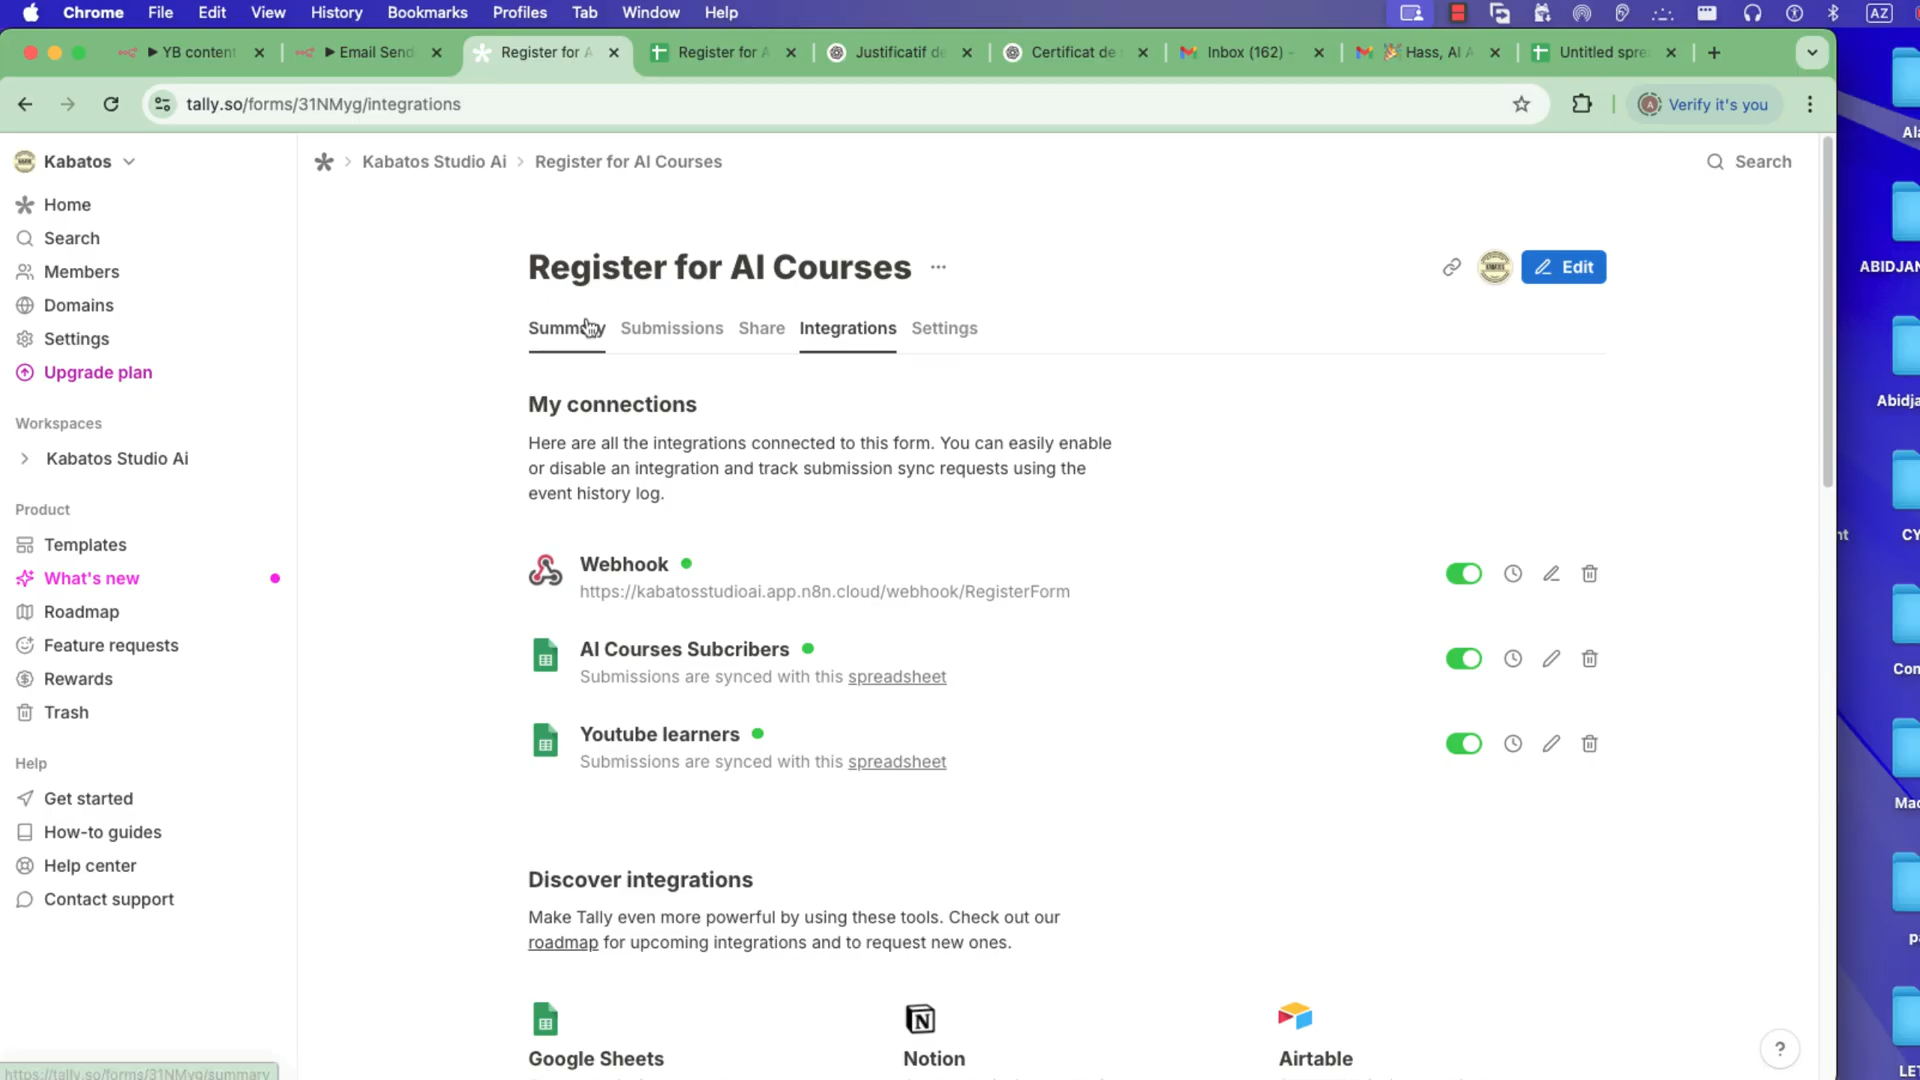 Chrome File Edit View History Bookmarks Profiles Tab Window Help AZ
YB content Email Send Register for A Register for A Justificatif de Certificat de Inbox (162) - Hass, AI A Untitled spre
tally.so/forms/31NMyg/integrations Verify it's you
Kabatos
Home
Search
Members
Domains
Settings
Upgrade plan
Workspaces
Kabatos Studio Ai
Product
Templates
What's new
Roadmap
Feature requests
Rewards
Trash
Help
Get started
How-to guides
Help center
Contact support
https://tally.so/forms/31NMyg/summary
Kabatos Studio Ai Register for AI Courses Search
Register for AI Courses
Edit
Summary Submissions Share Integrations Settings
My connections
Here are all the integrations connected to this form. You can easily enable
or disable an integration and track submission sync requests using the
event history log.
Webhook
https://kabatosstudioai.app.n8n.cloud/webhook/RegisterForm
AI Courses Subcribers
Submissions are synced with this spreadsheet
Youtube learners
Submissions are synced with this spreadsheet
Discover integrations
Make Tally even more powerful by using these tools. Check out our
roadmap for upcoming integrations and to request new ones.
Google Sheets Notion Airtable
?
ABIDJAN
Abidja
CY
Con
Mac
LET